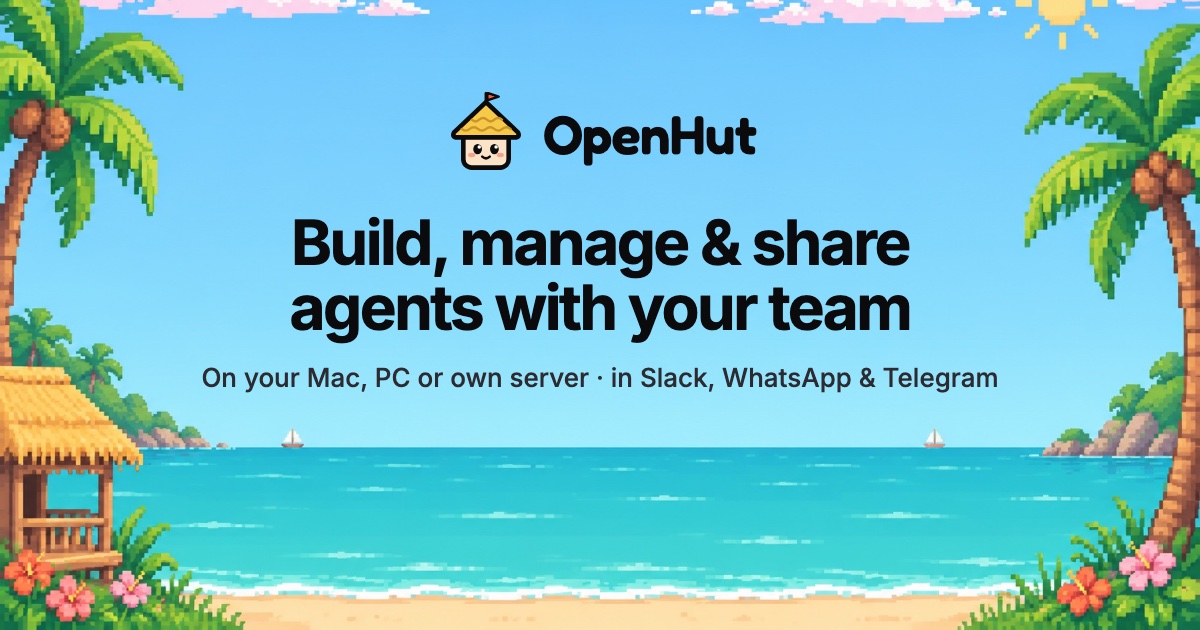 OpenHut
Build, manage & share
agents with your team
On your Mac, PC or own server · in Slack, WhatsApp & Telegram